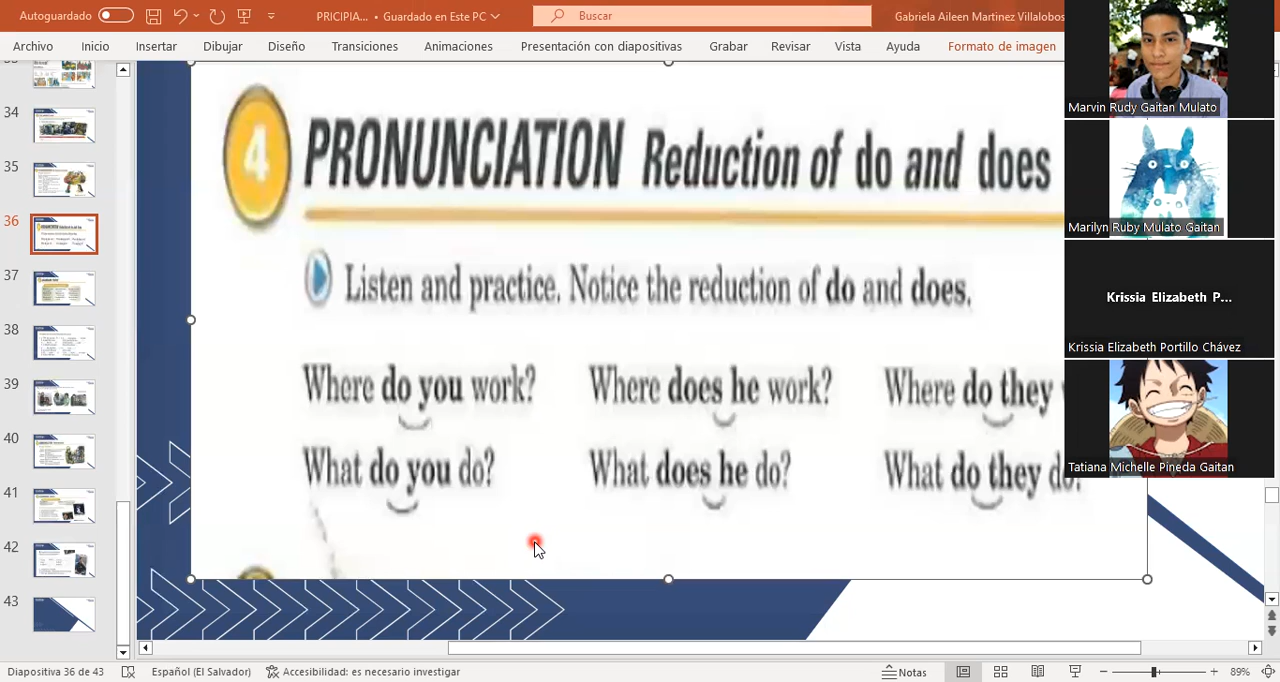 Autoguardado
PRICIPIA... • Guardado en Este PC
Buscar
Gabriela Aileen Martinez Villalobos
Archivo Inicio Insertar Dibujar Diseño Transiciones Animaciones Presentación con diapositivas Grabar Revisar Vista Ayuda Formato de imagen
34
35
36
37
38
39
40
41
42
43
4 PRONUNCIATION Reduction of do and does
Listen and practice. Notice the reduction of do and does.
Where do you work? Where does he work? Where do they
What do you do? What does he do? What do they do?
Marvin Rudy Gaitan Mulato
Marilyn Ruby Mulato Gaitan
Krissia Elizabeth P...
Krissia Elizabeth Portillo Chávez
Tatiana Michelle Pineda Gaitan
Diapositiva 36 de 43 Español (El Salvador) Accesibilidad: es necesario investigar Notas 89%